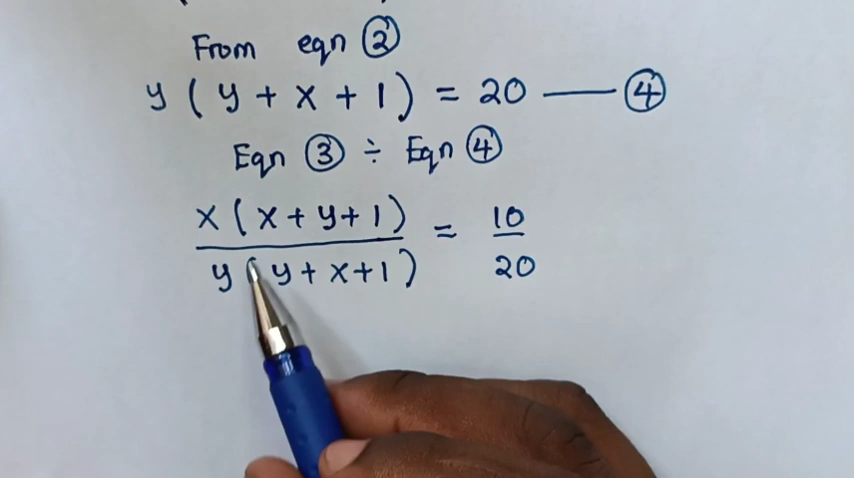 From eqn ②
y ( y + x + 1 ) = 20 —— ④
Eqn ③ ÷ Eqn ④
x ( x + y + 1 ) = 10
y ( y + x + 1 ) 20